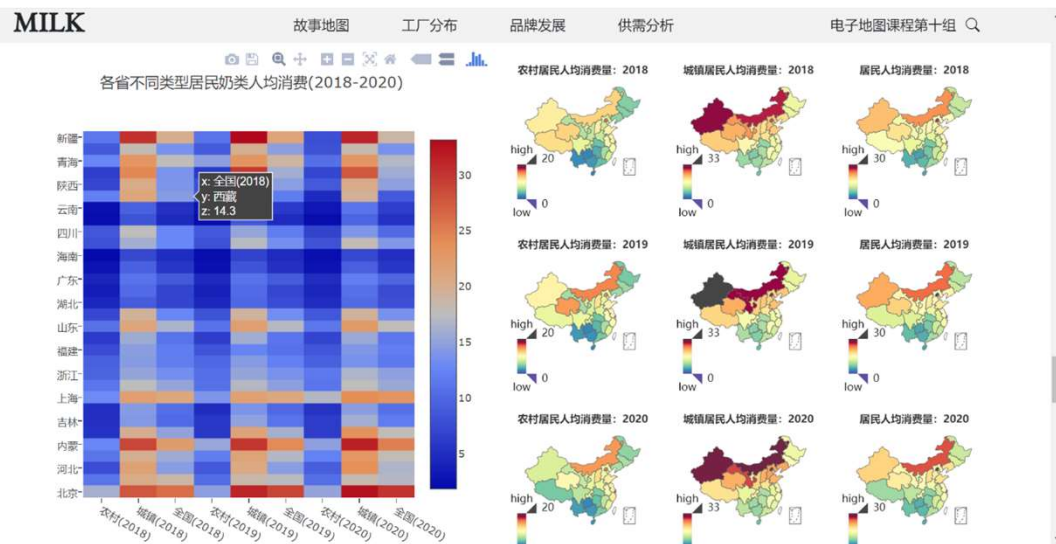 MILK
故事地图
工厂分布
品牌发展
供需分析
电子地图课程第十组
各省不同类型居民奶类人均消费(2018-2020)
新疆
青海
陕西
云南
四川
海南
广东
湖北
山东
福建
浙江
上海
吉林
内蒙
河北
北京
x: 全国(2018)
y: 西藏
z: 14.3
30
25
20
15
10
5
农村(2018)
城镇(2018)
全国(2018)
农村(2019)
城镇(2019)
全国(2019)
农村(2020)
城镇(2020)
全国(2020)
农村居民人均消费量：2018
high
20
low
0
城镇居民人均消费量：2018
high
33
low
0
居民人均消费量：2018
high
30
low
0
农村居民人均消费量：2019
high
20
low
0
城镇居民人均消费量：2019
high
33
low
0
居民人均消费量：2019
high
30
low
0
农村居民人均消费量：2020
high
20
城镇居民人均消费量：2020
high
33
居民人均消费量：2020
high
30